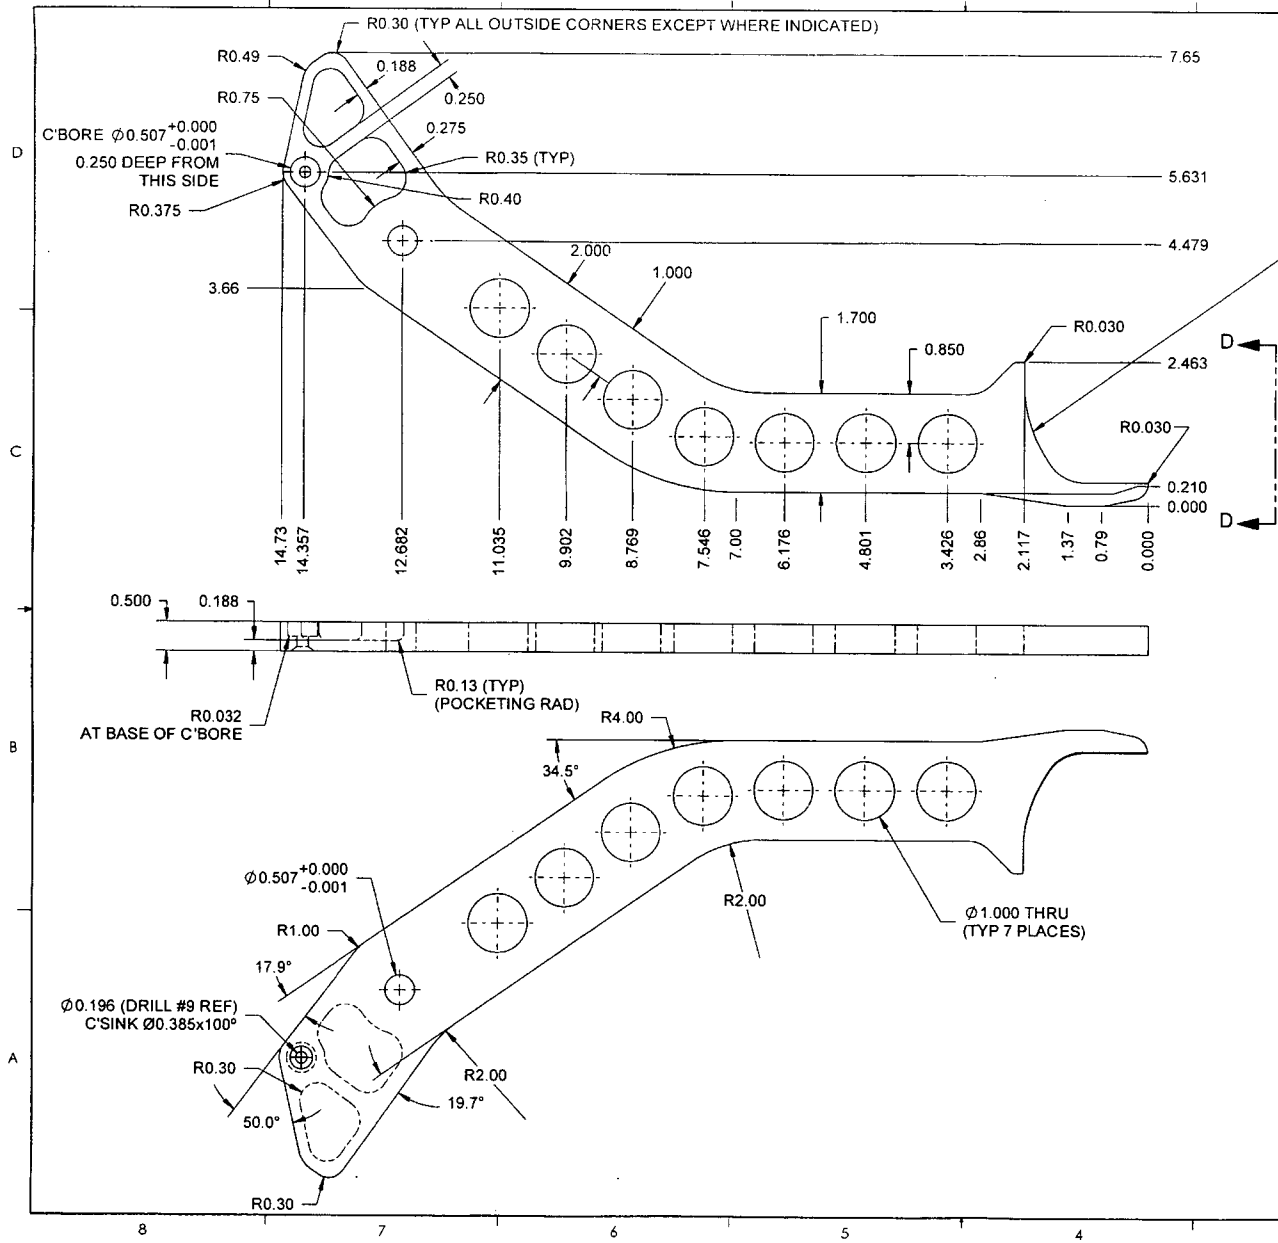 R0.30 (TYP ALL OUTSIDE CORNERS EXCEPT WHERE INDICATED)
R0.49
0.188
7.65
R0.75
0.250
C'BORE Ø0.507 +0.000
-0.001
0.250 DEEP FROM
THIS SIDE
0.275
D
R0.35 (TYP)
5.631
R0.375
R0.40
4.479
2.000
1.000
3.66
1.700
R0.030
0.850
D
2.463
C
R0.030
0.210
0.000
D
14.73
14.357
12.682
11.035
9.902
8.769
7.546
7.00
6.176
4.801
3.426
2.86
2.117
1.37
0.79
0.000
0.500
0.188
R0.13 (TYP)
(POCKETING RAD)
R0.032
AT BASE OF C'BORE
R4.00
B
34.5°
Ø0.507 +0.000
-0.001
R2.00
Ø1.000 THRU
(TYP 7 PLACES)
R1.00
17.9°
Ø0.196 (DRILL #9 REF)
C'SINK Ø0.385x100°
A
R0.30
R2.00
19.7°
50.0°
R0.30
8
7
6
5
4